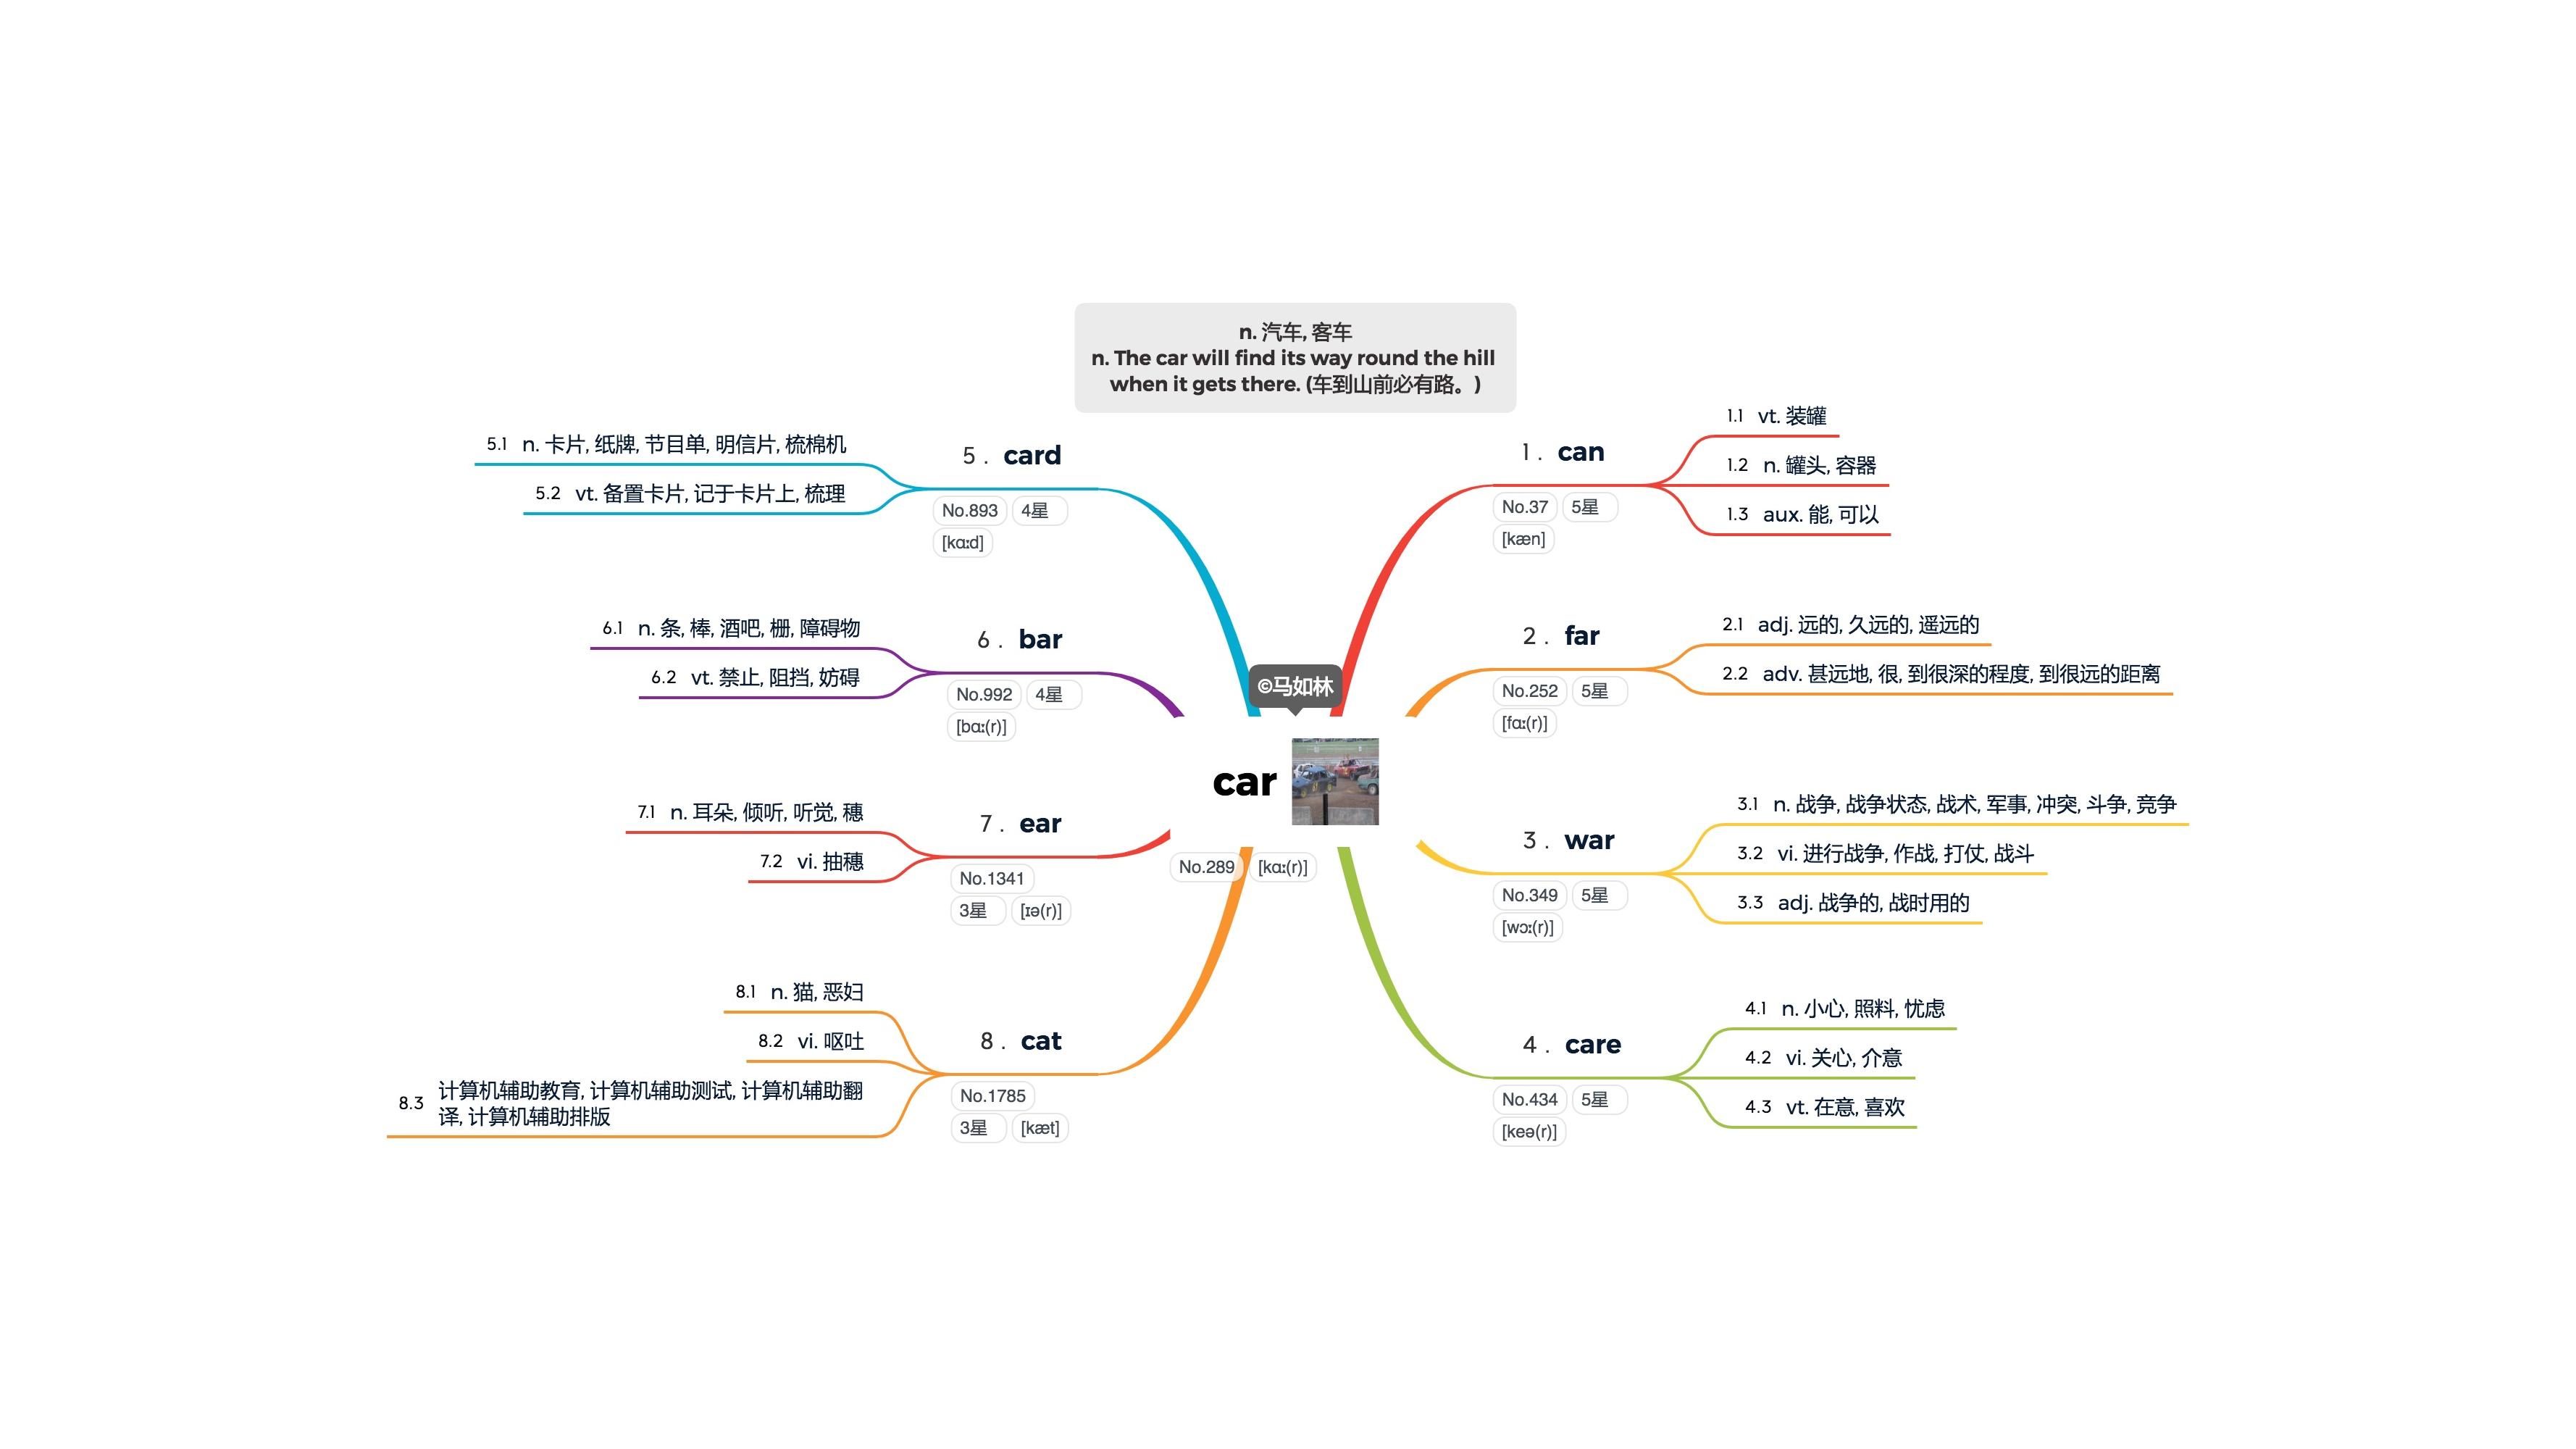 n. 汽车, 客车
n. The car will find its way round the hill
when it gets there. (车到山前必有路。)
©马如林
car
No.289 [kɑː(r)]
1. can
No.37 5星
[kæn]
1.1 vt. 装罐
1.2 n. 罐头, 容器
1.3 aux. 能, 可以
2. far
No.252 5星
[fɑː(r)]
2.1 adj. 远的, 久远的, 遥远的
2.2 adv. 甚远地, 很, 到很深的程度, 到很远的距离
3. war
No.349 5星
[wɔː(r)]
3.1 n. 战争, 战争状态, 战术, 军事, 冲突, 斗争, 竞争
3.2 vi. 进行战争, 作战, 打仗, 战斗
3.3 adj. 战争的, 战时用的
4. care
No.434 5星
[keə(r)]
4.1 n. 小心, 照料, 忧虑
4.2 vi. 关心, 介意
4.3 vt. 在意, 喜欢
5. card
No.893 4星
[kɑːd]
5.1 n. 卡片, 纸牌, 节目单, 明信片, 梳棉机
5.2 vt. 备置卡片, 记于卡片上, 梳理
6. bar
No.992 4星
[bɑː(r)]
6.1 n. 条, 棒, 酒吧, 栅, 障碍物
6.2 vt. 禁止, 阻挡, 妨碍
7. ear
No.1341
3星 [ɪə(r)]
7.1 n. 耳朵, 倾听, 听觉, 穗
7.2 vi. 抽穗
8. cat
No.1785
3星 [kæt]
8.1 n. 猫, 恶妇
8.2 vi. 呕吐
8.3 计算机辅助教育, 计算机辅助测试, 计算机辅助翻
译, 计算机辅助排版